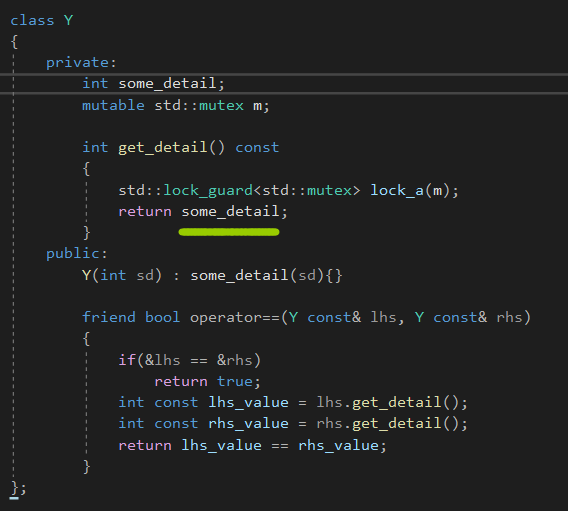 class Y
{
    private:
        int some_detail;
        mutable std::mutex m;

        int get_detail() const
        {
            std::lock_guard<std::mutex> lock_a(m);
            return some_detail;
        }
    public:
        Y(int sd) : some_detail(sd){}

        friend bool operator==(Y const& lhs, Y const& rhs)
        {
            if(&lhs == &rhs)
                return true;
            int const lhs_value = lhs.get_detail();
            int const rhs_value = rhs.get_detail();
            return lhs_value == rhs_value;
        }
};